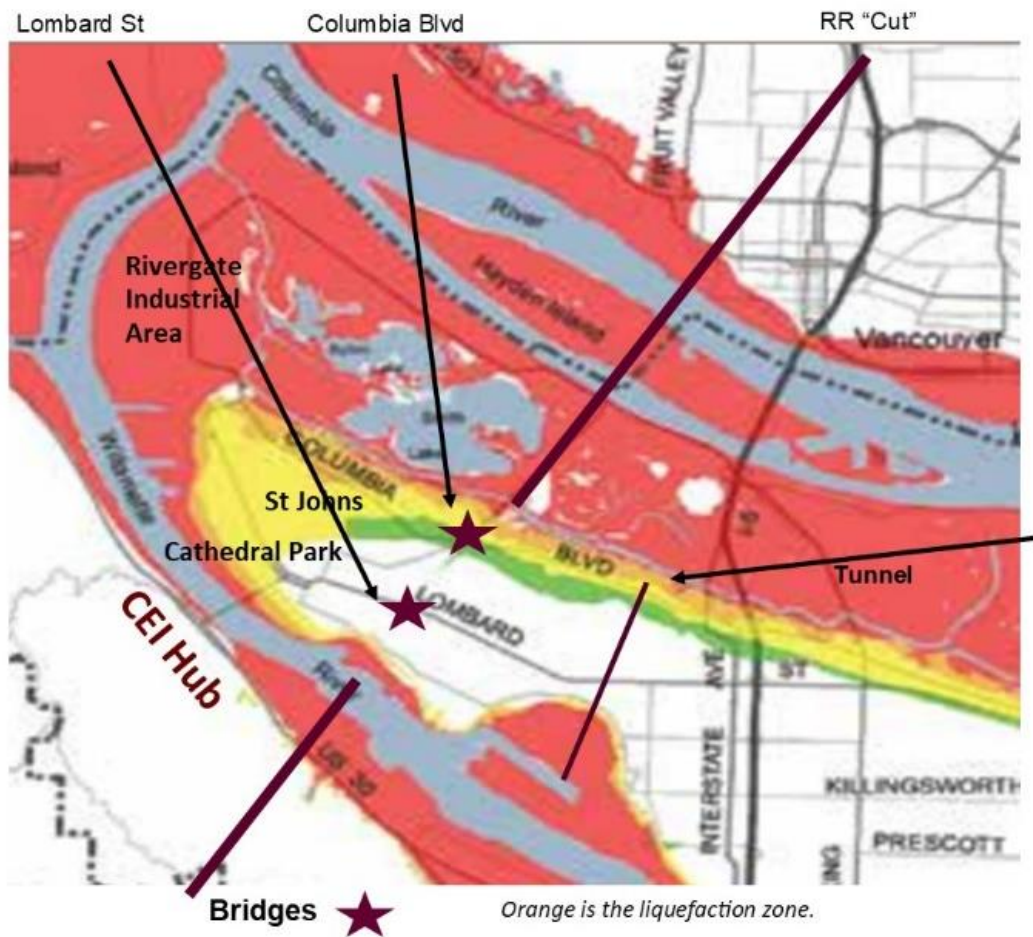 Lombard St
Columbia Blvd
RR “Cut”
Columbia
River
FRUIT VALLEY
Hayden Island
Vancouver
Rivergate
Industrial
Area
Lake
Willamette
COLUMBIA
BLVD
St Johns
Cathedral Park
I-5
Tunnel
LOMBARD
ST
CEI Hub
River
US 30
INTERSTATE
AVE
KILLINGSWORTH
PRESCOTT
Bridges
Orange is the liquefaction zone.